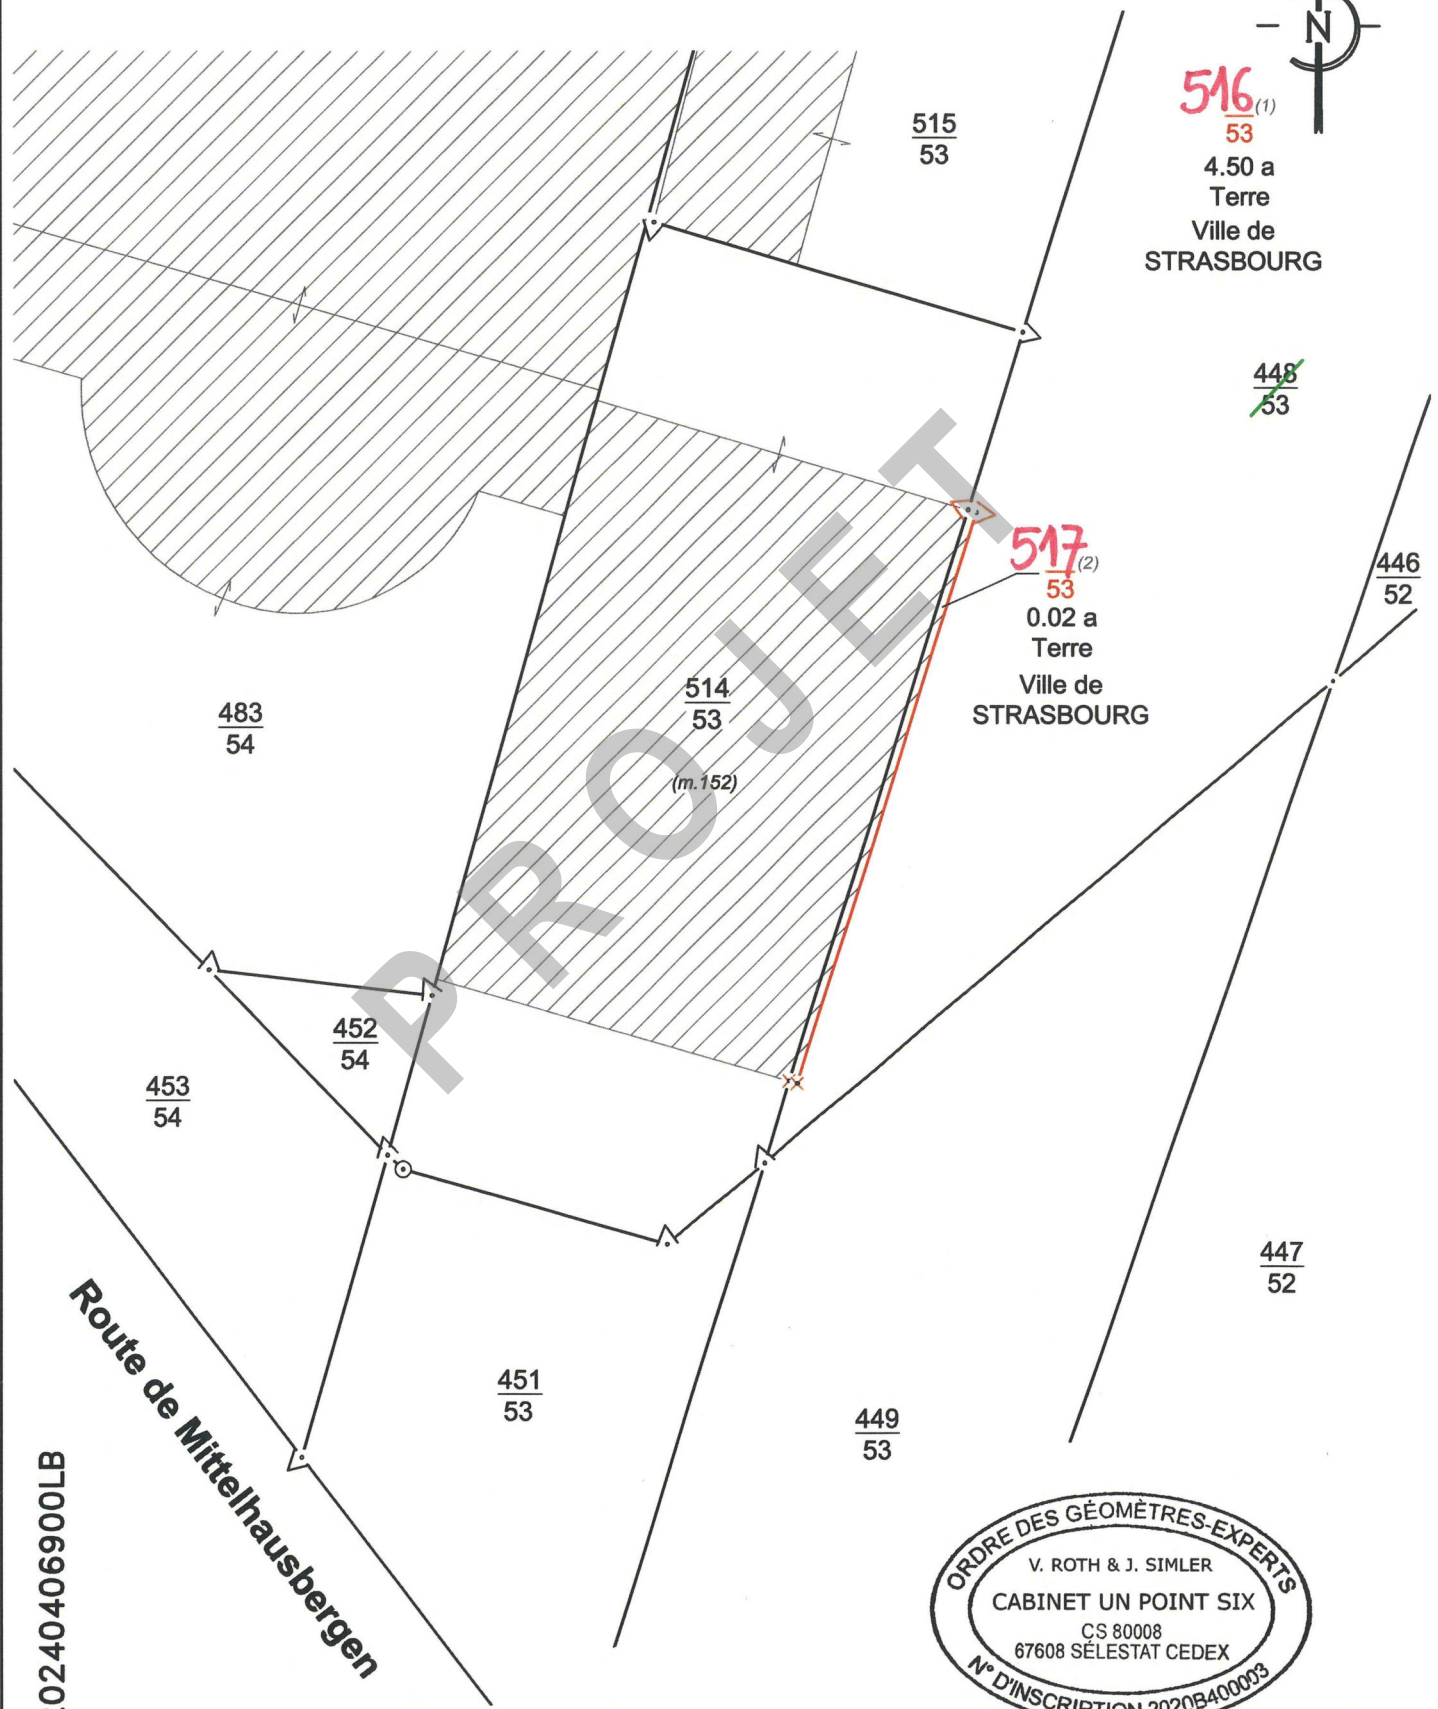 N
516 (1)
53
4.50 a
Terre
Ville de
STRASBOURG
515
53
448
53
517 (2)
53
0.02 a
Terre
Ville de
STRASBOURG
446
52
514
53
(m.152)
483
54
PROJET
452
54
453
54
447
52
451
53
449
53
Route de Mittelhausbergen
0240406900LB
ORDRE DES GÉOMÈTRES-EXPERTS
V. ROTH & J. SIMLER
CABINET UN POINT SIX
CS 80008
67608 SÉLESTAT CEDEX
N° D'INSCRIPTION 2020B400003